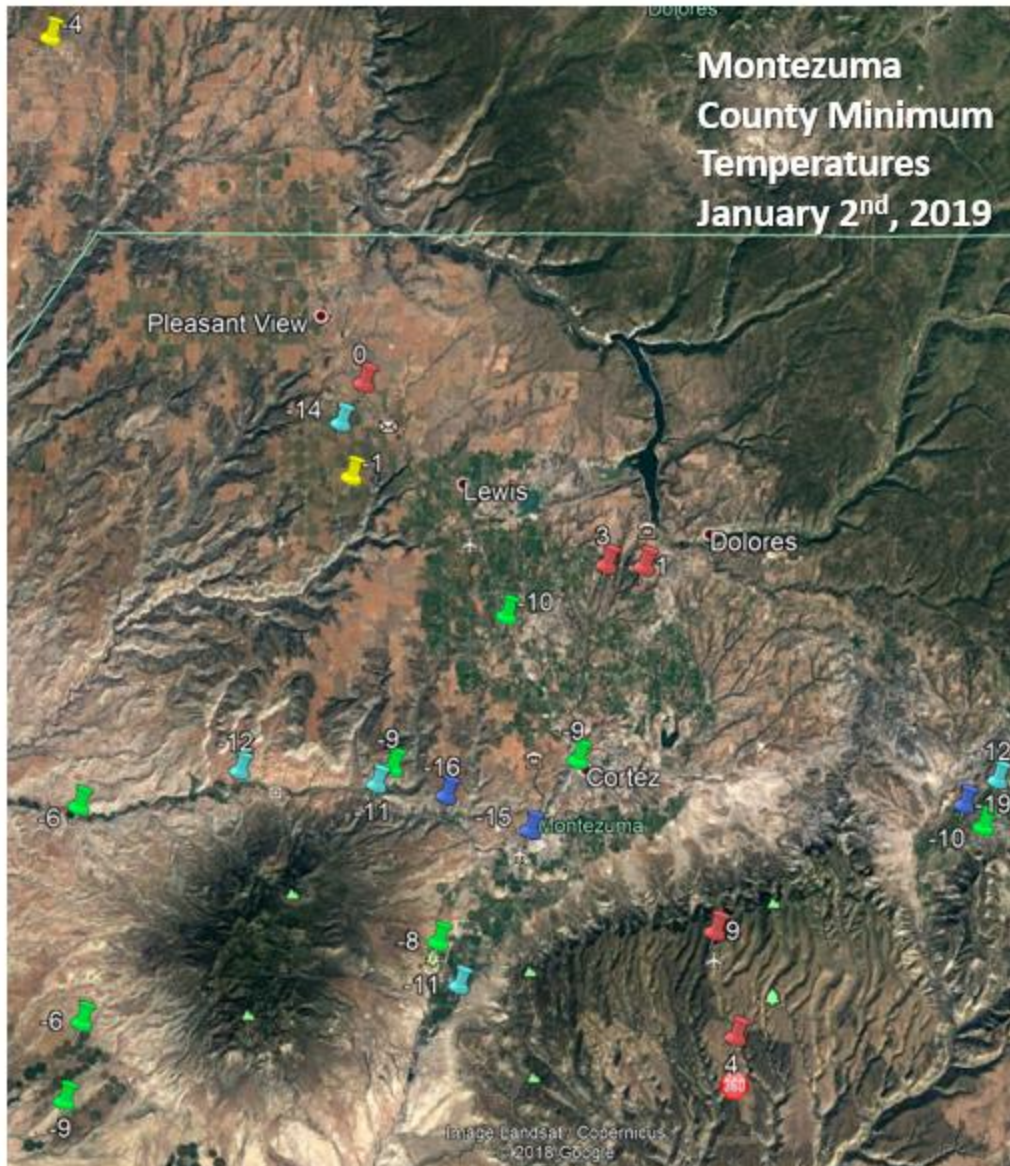 Dolores
-4
Montezuma
County Minimum
Temperatures
January 2nd, 2019
Pleasant View
0
-14
-1
Lewis
3
1
Dolores
-10
-12
-9
-16
-9
Cortez
12
-6
-11
-15
Montezuma
-19
-10
-8
9
-11
-6
4
-9
Image Landsat / Copernicus
© 2018 Google